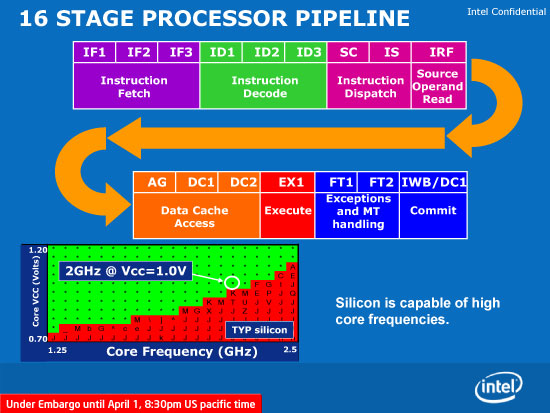 16 STAGE PROCESSOR PIPELINE
Intel Confidential
IF1 IF2 IF3 ID1 ID2 ID3 SC IS IRF
Instruction
Fetch
Instruction
Decode
Instruction
Dispatch
Source
Operand
Read
AG DC1 DC2 EX1 FT1 FT2 IWB/DC1
Data Cache
Access
Execute
Exceptions
and MT
handling
Commit
1.20
Core VCC (Volts)
0.70
2GHz @ Vcc=1.0V
TYP silicon
1.25
Core Frequency (GHz)
2.5
Silicon is capable of high
core frequencies.
intel
Under Embargo until April 1, 8:30pm US pacific time